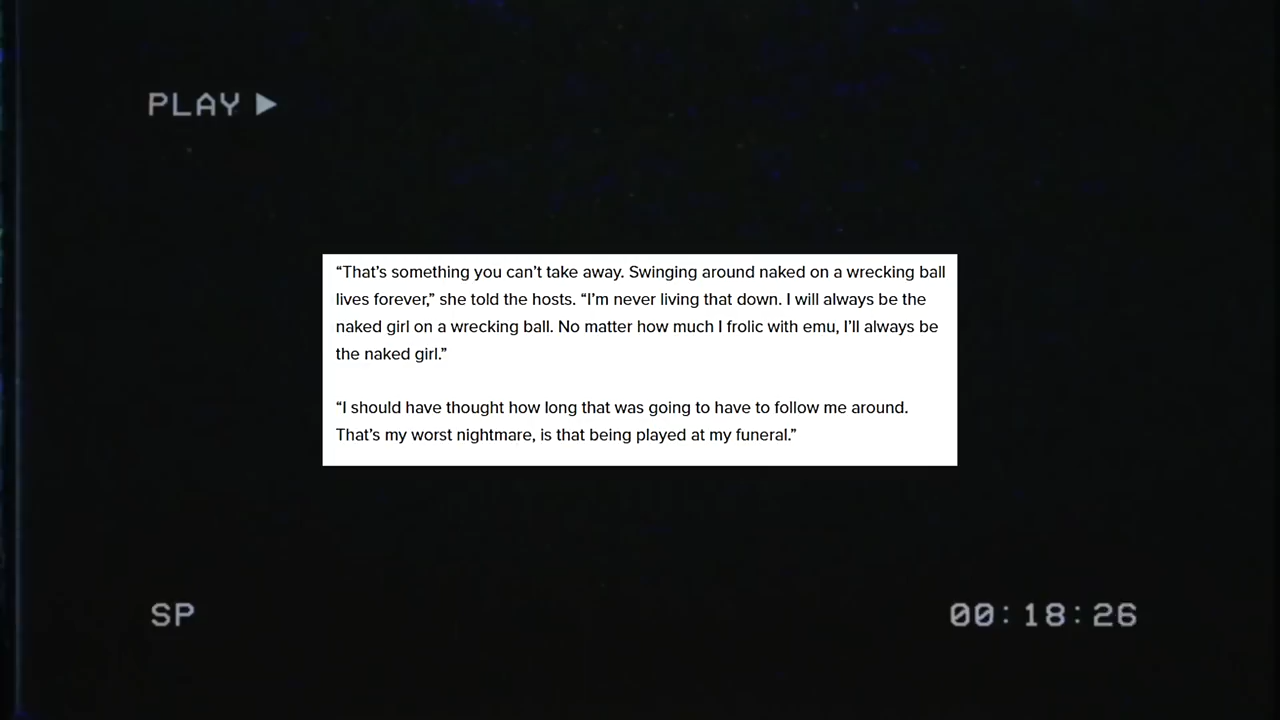 PLAY ▶
“That’s something you can’t take away. Swinging around naked on a wrecking ball
lives forever,” she told the hosts. “I’m never living that down. I will always be the
naked girl on a wrecking ball. No matter how much I frolic with emu, I’ll always be
the naked girl.”
“I should have thought how long that was going to have to follow me around.
That’s my worst nightmare, is that being played at my funeral.”
SP
00:18:26